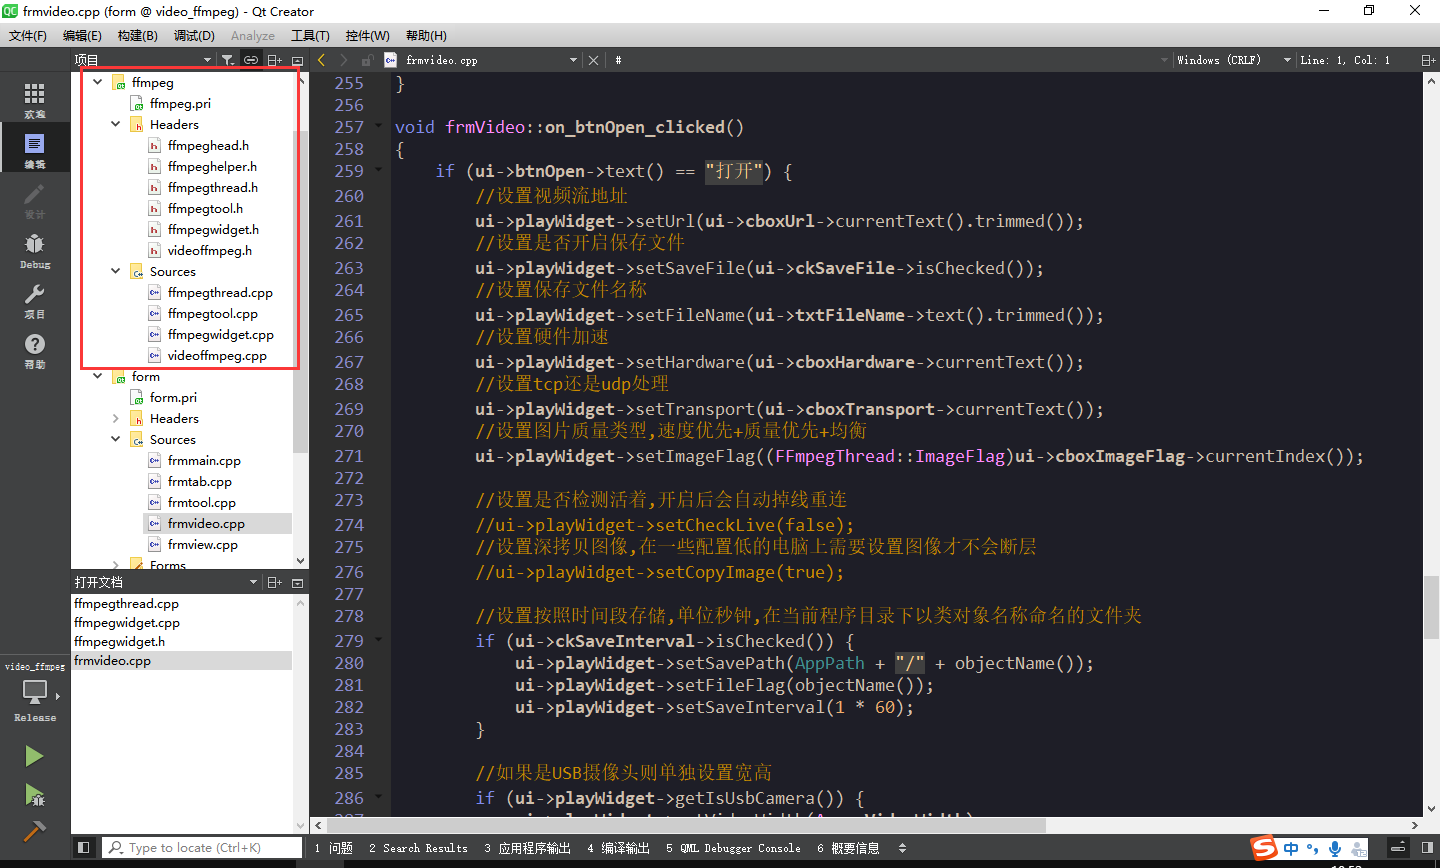 frmvideo.cpp (form @ video_ffmpeg) - Qt Creator
文件(F) 编辑(E) 构建(B) 调试(D) Analyze 工具(T) 控件(W) 帮助(H)
项目
frmvideo.cpp
#
Windows (CRLF)
Line: 1, Col: 1
欢迎
编辑
设计
Debug
项目
帮助
ffmpeg
ffmpeg.pri
Headers
ffmpeghead.h
ffmpeghelper.h
ffmpegthread.h
ffmpegtool.h
ffmpegwidget.h
videoffmpeg.h
Sources
ffmpegthread.cpp
ffmpegtool.cpp
ffmpegwidget.cpp
videoffmpeg.cpp
form
form.pri
Headers
Sources
frmmain.cpp
frmtab.cpp
frmtool.cpp
frmvideo.cpp
frmview.cpp
Forms
打开文档
ffmpegthread.cpp
ffmpegwidget.cpp
ffmpegwidget.h
frmvideo.cpp
video_ffmpeg
Release
255 }
256
257 void frmVideo::on_btnOpen_clicked()
258 {
259 if (ui->btnOpen->text() == "打开") {
260 //设置视频流地址
261 ui->playWidget->setUrl(ui->cboxUrl->currentText().trimmed());
262 //设置是否开启保存文件
263 ui->playWidget->setSaveFile(ui->ckSaveFile->isChecked());
264 //设置保存文件名称
265 ui->playWidget->setFileName(ui->txtFileName->text().trimmed());
266 //设置硬件加速
267 ui->playWidget->setHardware(ui->cboxHardware->currentText());
268 //设置tcp还是udp处理
269 ui->playWidget->setTransport(ui->cboxTransport->currentText());
270 //设置图片质量类型,速度优先+质量优先+均衡
271 ui->playWidget->setImageFlag((FFmpegThread::ImageFlag)ui->cboxImageFlag->currentIndex());
272
273 //设置是否检测活着,开启后会自动掉线重连
274 //ui->playWidget->setCheckLive(false);
275 //设置深拷贝图像,在一些配置低的电脑上需要设置图像才不会断层
276 //ui->playWidget->setCopyImage(true);
277
278 //设置按照时间段存储,单位秒钟,在当前程序目录下以类对象名称命名的文件夹
279 if (ui->ckSaveInterval->isChecked()) {
280 ui->playWidget->setSavePath(AppPath + "/" + objectName());
281 ui->playWidget->setFileFlag(objectName());
282 ui->playWidget->setSaveInterval(1 * 60);
283 }
284
285 //如果是USB摄像头则单独设置宽高
286 if (ui->playWidget->getIsUsbCamera()) {
Type to locate (Ctrl+K)
1 问题 2 Search Results 3 应用程序输出 4 编译输出 5 QML Debugger Console 6 概要信息
中